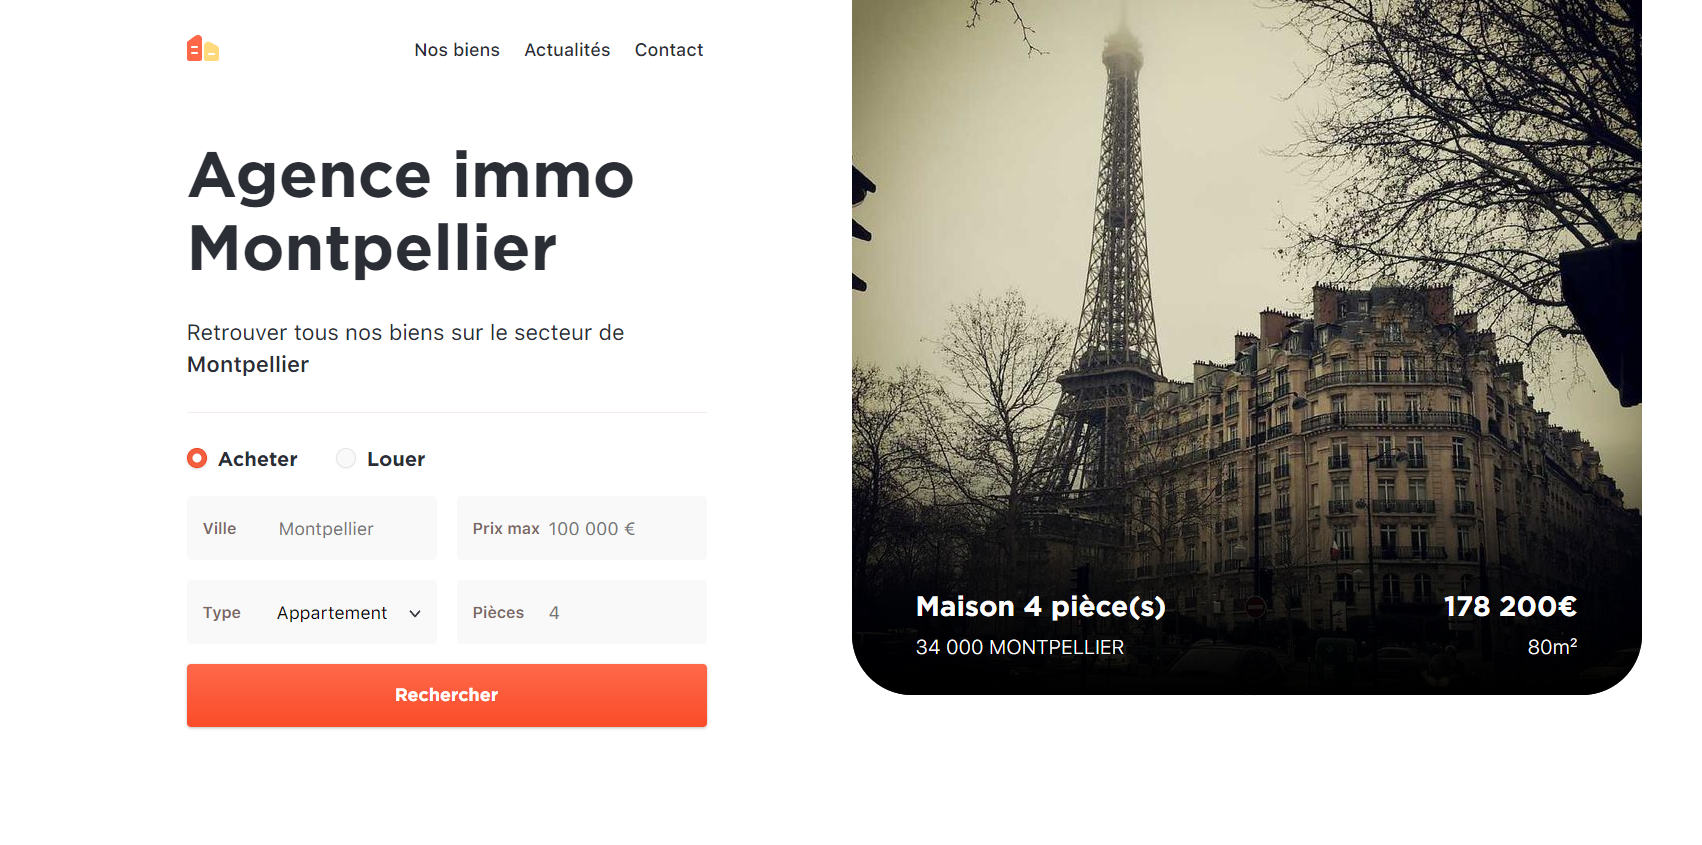 Nos biens Actualités Contact
Agence immo
Montpellier
Retrouver tous nos biens sur le secteur de
Montpellier
Acheter Louer
Ville Montpellier Prix max 100 000 €
Type Appartement Pièces 4
Rechercher
Maison 4 pièce(s) 178 200€
34 000 MONTPELLIER 80m²